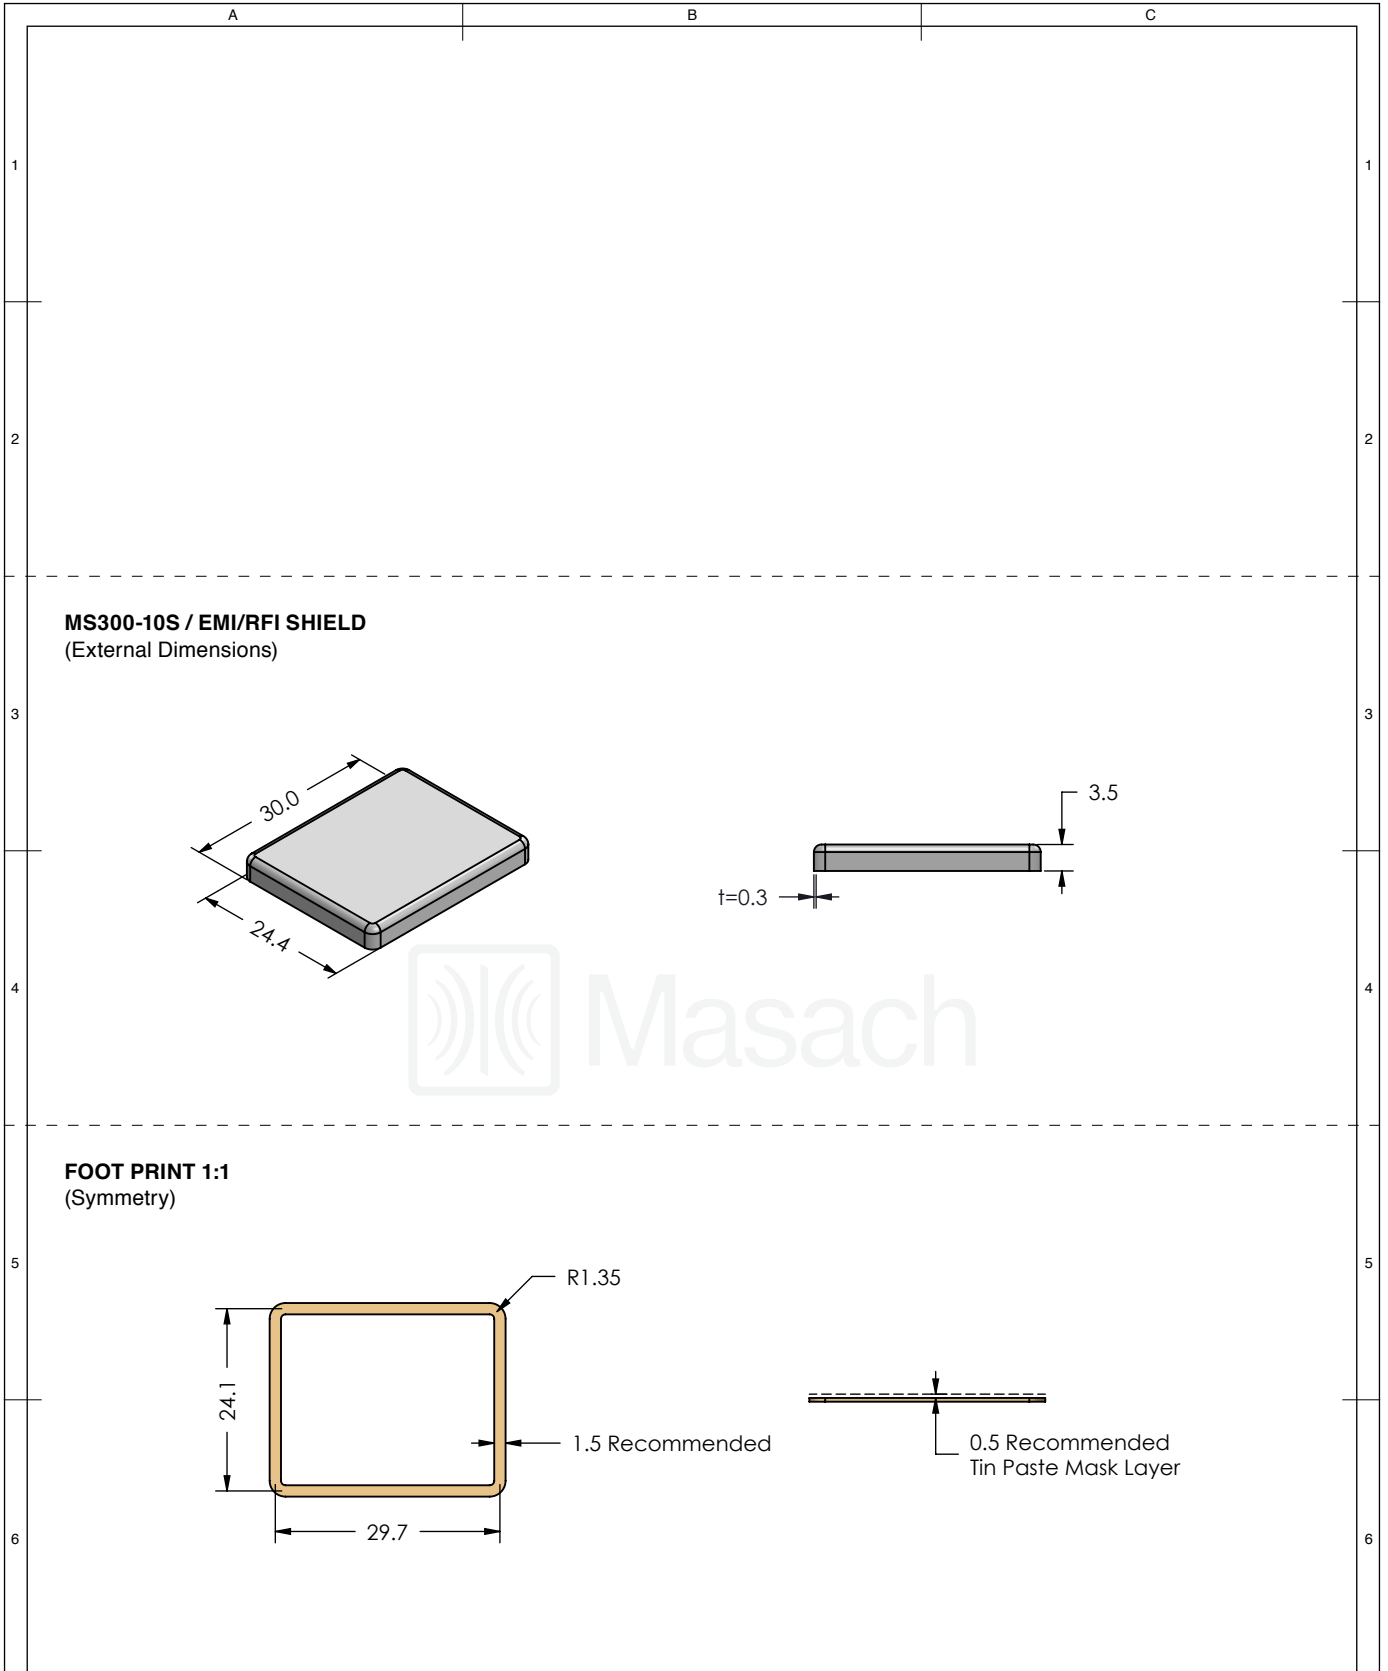 A B C
1 1
2 2
MS300-10S / EMI/RFI SHIELD
(External Dimensions)
3 3
30.0
3.5
t=0.3
24.4
Masach
4 4
FOOT PRINT 1:1
(Symmetry)
5 5
R1.35
24.1
1.5 Recommended
0.5 Recommended
Tin Paste Mask Layer
29.7
6 6